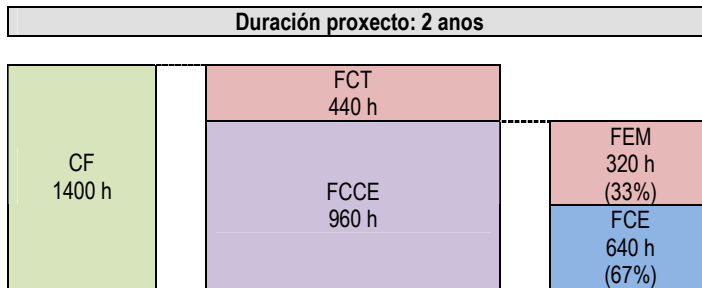 Duración proxecto: 2 anos
CF
1400 h
FCT
440 h
FCCE
960 h
FEM
320 h
(33%)
FCE
640 h
(67%)